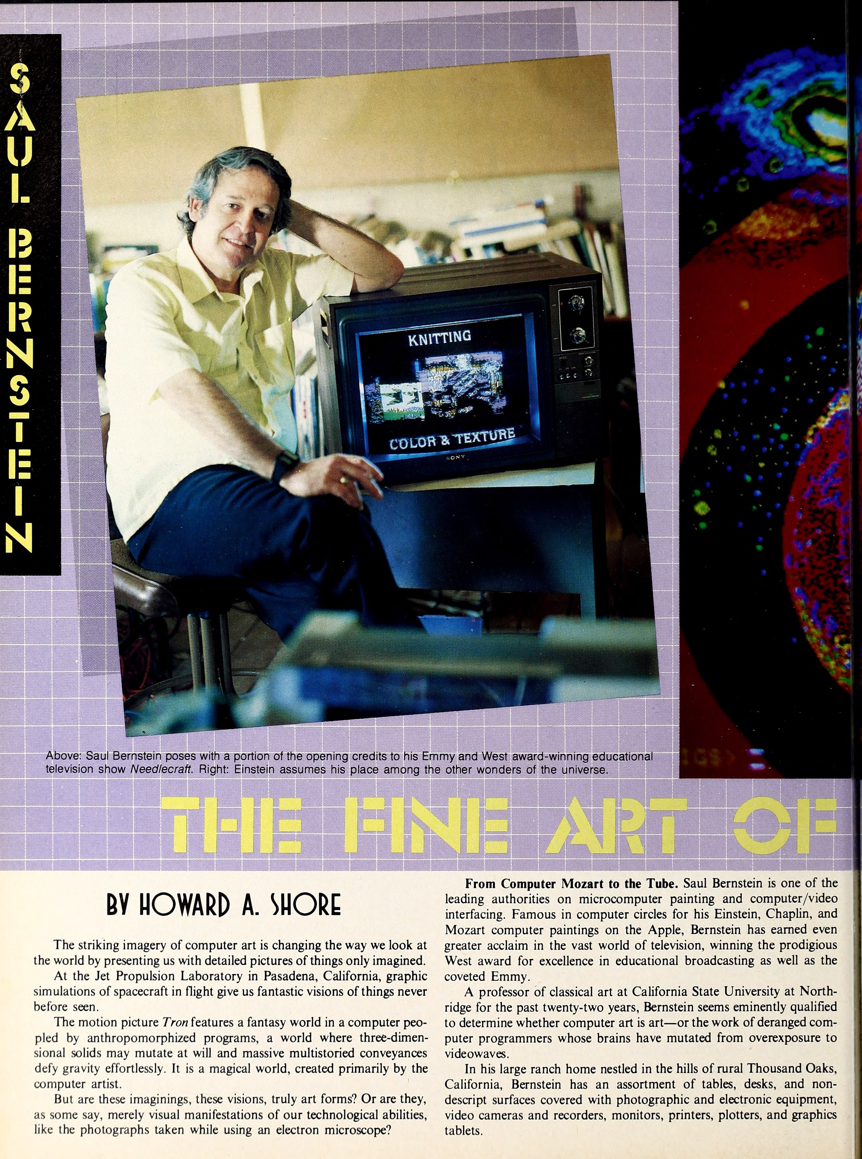 SAUL BERNSTEIN
KNITTING
COLOR & TEXTURE
SONY
Above: Saul Bernstein poses with a portion of the opening credits to his Emmy and West award-winning educational
television show Needlecraft. Right: Einstein assumes his place among the other wonders of the universe.
THE FINE ART OF
BY HOWARD A. SHORE
The striking imagery of computer art is changing the way we look at
the world by presenting us with detailed pictures of things only imagined.
At the Jet Propulsion Laboratory in Pasadena, California, graphic
simulations of spacecraft in flight give us fantastic visions of things never
before seen.
The motion picture Tron features a fantasy world in a computer peo-
pled by anthropomorphized programs, a world where three-dimen-
sional solids may mutate at will and massive multistoried conveyances
defy gravity effortlessly. It is a magical world, created primarily by the
computer artist.
But are these imaginings, these visions, truly art forms? Or are they,
as some say, merely visual manifestations of our technological abilities,
like the photographs taken while using an electron microscope?
From Computer Mozart to the Tube. Saul Bernstein is one of the
leading authorities on microcomputer painting and computer/video
interfacing. Famous in computer circles for his Einstein, Chaplin, and
Mozart computer paintings on the Apple, Bernstein has earned even
greater acclaim in the vast world of television, winning the prodigious
West award for excellence in educational broadcasting as well as the
coveted Emmy.
A professor of classical art at California State University at North-
ridge for the past twenty-two years, Bernstein seems eminently qualified
to determine whether computer art is art—or the work of deranged com-
puter programmers whose brains have mutated from overexposure to
videowaves.
In his large ranch home nestled in the hills of rural Thousand Oaks,
California, Bernstein has an assortment of tables, desks, and non-
descript surfaces covered with photographic and electronic equipment,
video cameras and recorders, monitors, printers, plotters, and graphics
tablets.